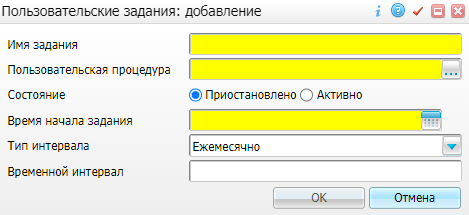 Пользовательские задания: добавление
Имя задания
Пользовательская процедура ...
Состояние Приостановлено Активно
Время начала задания
Тип интервала Ежемесячно
Временной интервал
OK Отмена